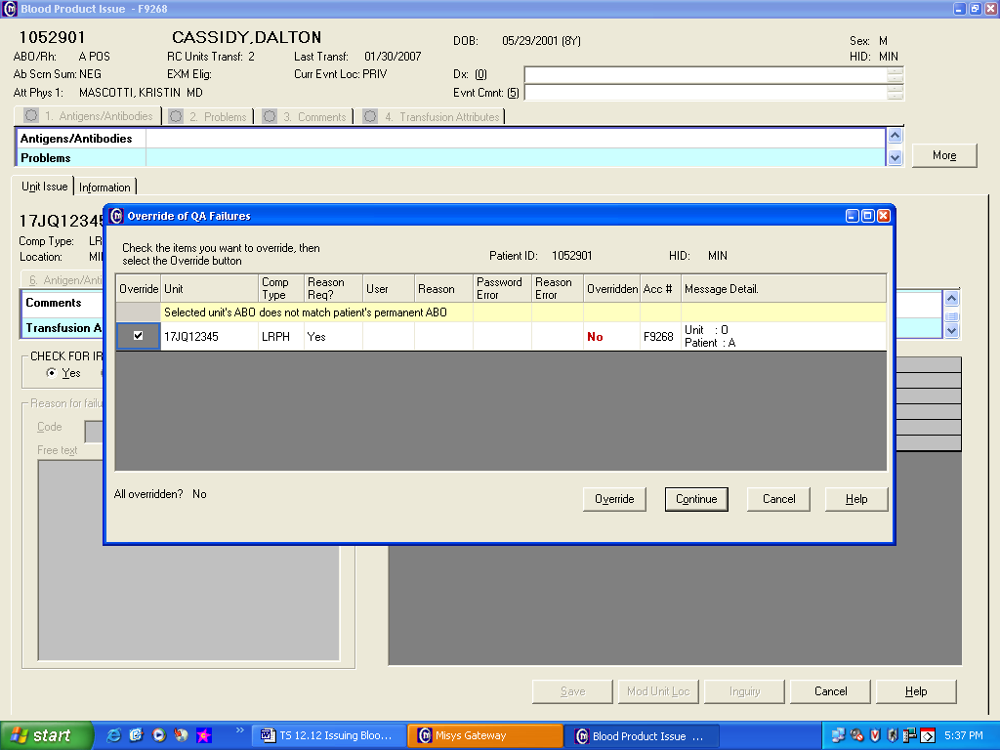 Blood Product Issue - F9268
1052901 CASSIDY,DALTON DOB: 05/29/2001 (8Y) Sex: M
ABO/Rh: A POS RC Units Transf: 2 Last Transf: 01/30/2007 HID: MIN
Ab Scrn Sum: NEG EXM Elig: Curr Evnt Loc: PRIV Dx: (0)
Att Phys 1: MASCOTTI, KRISTIN MD Evnt Cmnt: (5)
1. Antigens/Antibodies 2. Problems 3. Comments 4. Transfusion Attributes
Antigens/Antibodies
Problems
More
Unit Issue Information
17JQ12345
Comp Type: LR
Location: MI
6. Antigen/Anti
Comments
Transfusion A
CHECK FOR IR
Yes
Reason for failu
Code
Free text
Override of QA Failures
Check the items you want to override, then
select the Override button
Patient ID: 1052901 HID: MIN
Override Unit Comp Type Reason Req? User Reason Password Error Reason Error Overridden Acc # Message Detail.
Selected unit's ABO does not match patient's permanent ABO
17JQ12345 LRPH Yes No F9268 Unit : O
Patient : A
All overridden? No
Override Continue Cancel Help
Save Mod Unit Loc Inquiry Cancel Help
start TS 12.12 Issuing Bloo... Misys Gateway Blood Product Issue ... 5:37 PM